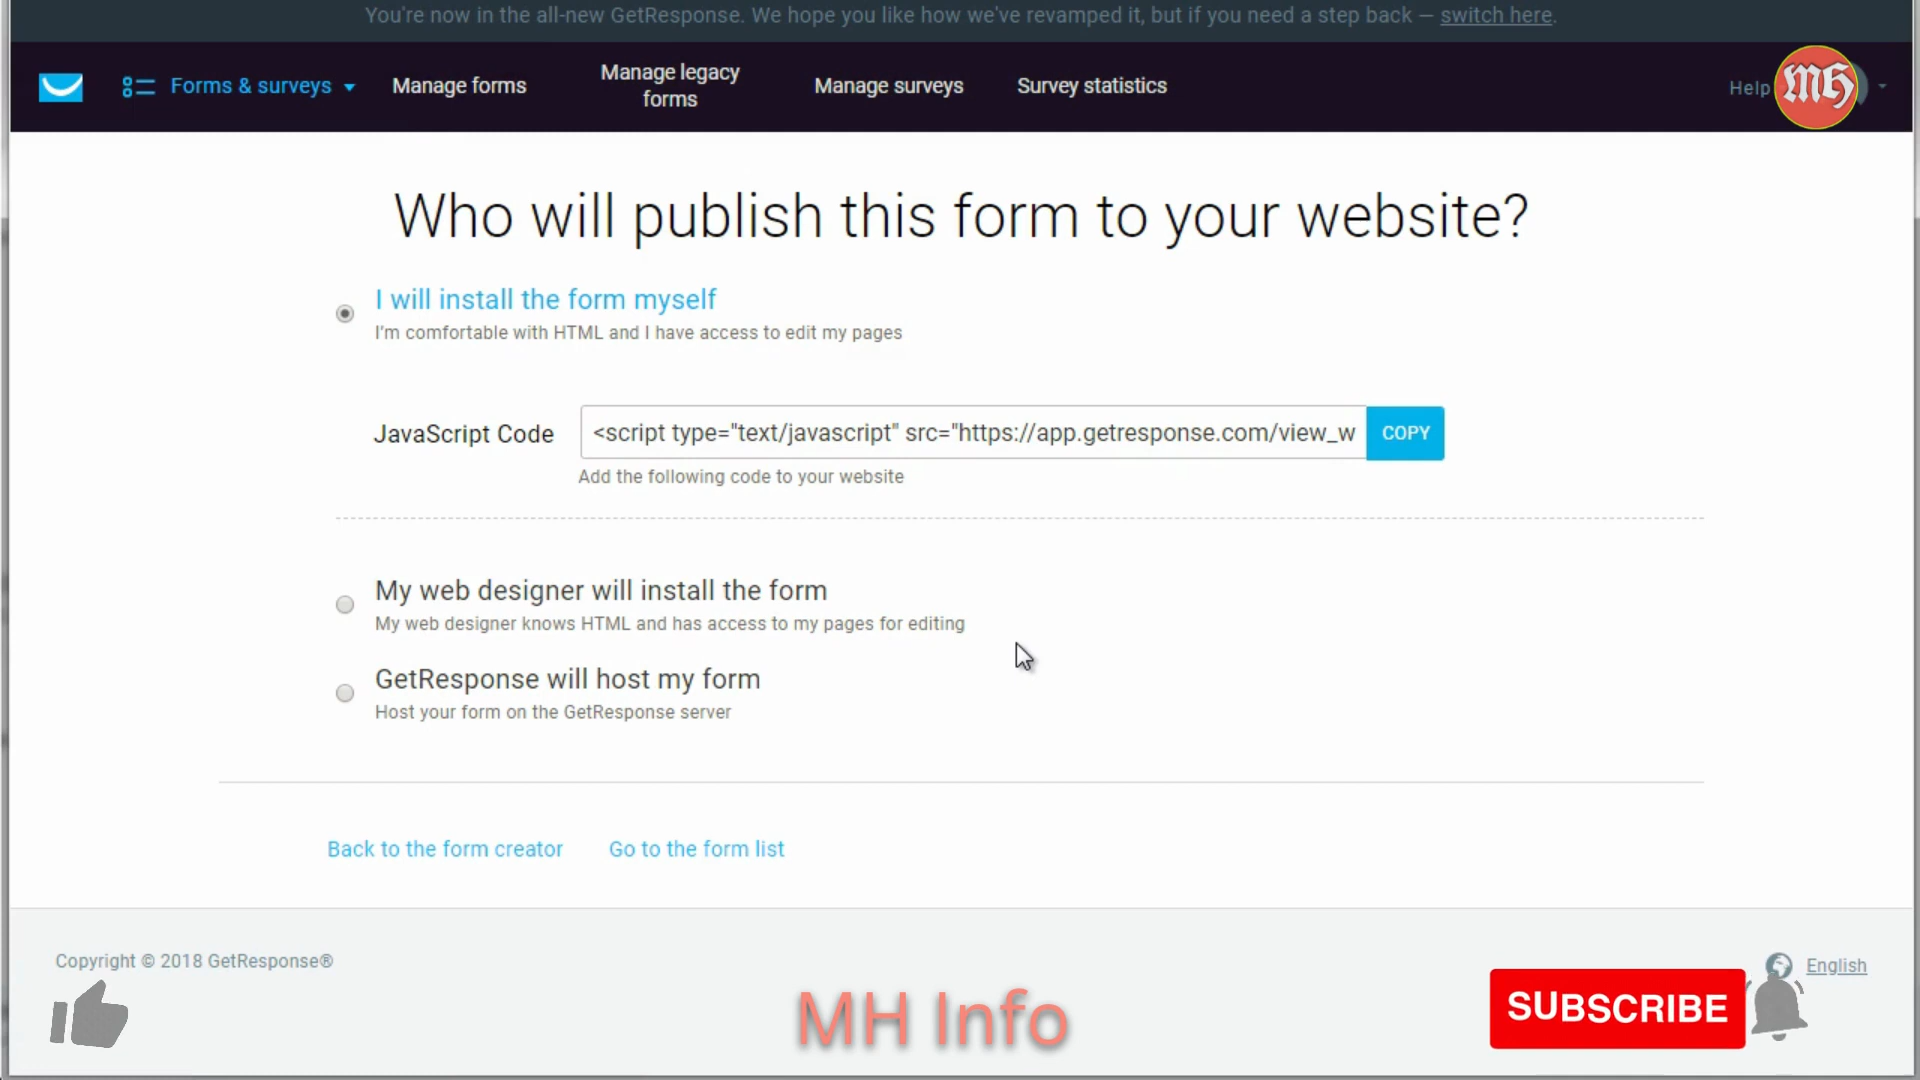 You're now in the all-new GetResponse. We hope you like how we've revamped it, but if you need a step back — switch here.
Forms & surveys
Manage forms
Manage legacy
forms
Manage surveys
Survey statistics
Help
MH
Who will publish this form to your website?
I will install the form myself
I'm comfortable with HTML and I have access to edit my pages
JavaScript Code
<script type="text/javascript" src="https://app.getresponse.com/view_w
COPY
Add the following code to your website
My web designer will install the form
My web designer knows HTML and has access to my pages for editing
GetResponse will host my form
Host your form on the GetResponse server
Back to the form creator
Go to the form list
Copyright © 2018 GetResponse®
English
MH Info
SUBSCRIBE